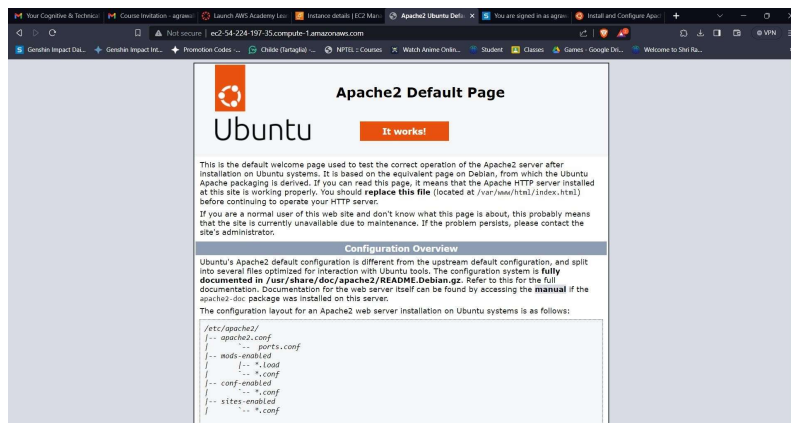 Your Cognitive & Technical
Course Invitation - agrawa
Launch AWS Academy Lea
Instance details | EC2 Mana
Apache2 Ubuntu Defa
You are signed in as agraw
Install and Configure Apac
Not secure | ec2-54-224-197-35.compute-1.amazonaws.com
VPN
Genshin Impact Dai...
Genshin Impact Int...
Promotion Codes -...
Childe (Tartaglia) -...
NPTEL :: Courses
Watch Anime Onlin...
Student
Classes
Games - Google Dri...
Welcome to Shri Ra...
Ubuntu
Apache2 Default Page
It works!
This is the default welcome page used to test the correct operation of the Apache2 server after
installation on Ubuntu systems. It is based on the equivalent page on Debian, from which the Ubuntu
Apache packaging is derived. If you can read this page, it means that the Apache HTTP server installed
at this site is working properly. You should replace this file (located at /var/www/html/index.html)
before continuing to operate your HTTP server.
If you are a normal user of this web site and don't know what this page is about, this probably means
that the site is currently unavailable due to maintenance. If the problem persists, please contact the
site's administrator.
Configuration Overview
Ubuntu's Apache2 default configuration is different from the upstream default configuration, and split
into several files optimized for interaction with Ubuntu tools. The configuration system is fully
documented in /usr/share/doc/apache2/README.Debian.gz. Refer to this for the full
documentation. Documentation for the web server itself can be found by accessing the manual if the
apache2-doc package was installed on this server.
The configuration layout for an Apache2 web server installation on Ubuntu systems is as follows:
/etc/apache2/
|-- apache2.conf
|       `--  ports.conf
|-- mods-enabled
|       |-- *.load
|       `-- *.conf
|-- conf-enabled
|       `-- *.conf
|-- sites-enabled
|       `-- *.conf